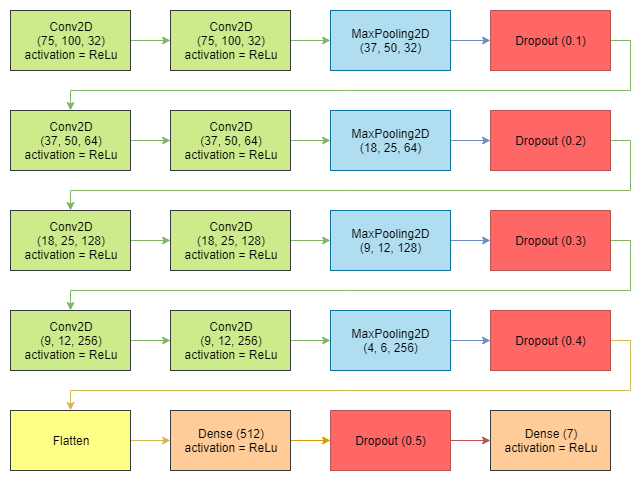 Conv2D
(75, 100, 32)
activation = ReLu
Conv2D
(75, 100, 32)
activation = ReLu
MaxPooling2D
(37, 50, 32)
Dropout (0.1)
Conv2D
(37, 50, 64)
activation = ReLu
Conv2D
(37, 50, 64)
activation = ReLu
MaxPooling2D
(18, 25, 64)
Dropout (0.2)
Conv2D
(18, 25, 128)
activation = ReLu
Conv2D
(18, 25, 128)
activation = ReLu
MaxPooling2D
(9, 12, 128)
Dropout (0.3)
Conv2D
(9, 12, 256)
activation = ReLu
Conv2D
(9, 12, 256)
activation = ReLu
MaxPooling2D
(4, 6, 256)
Dropout (0.4)
Flatten
Dense (512)
activation = ReLu
Dropout (0.5)
Dense (7)
activation = ReLu